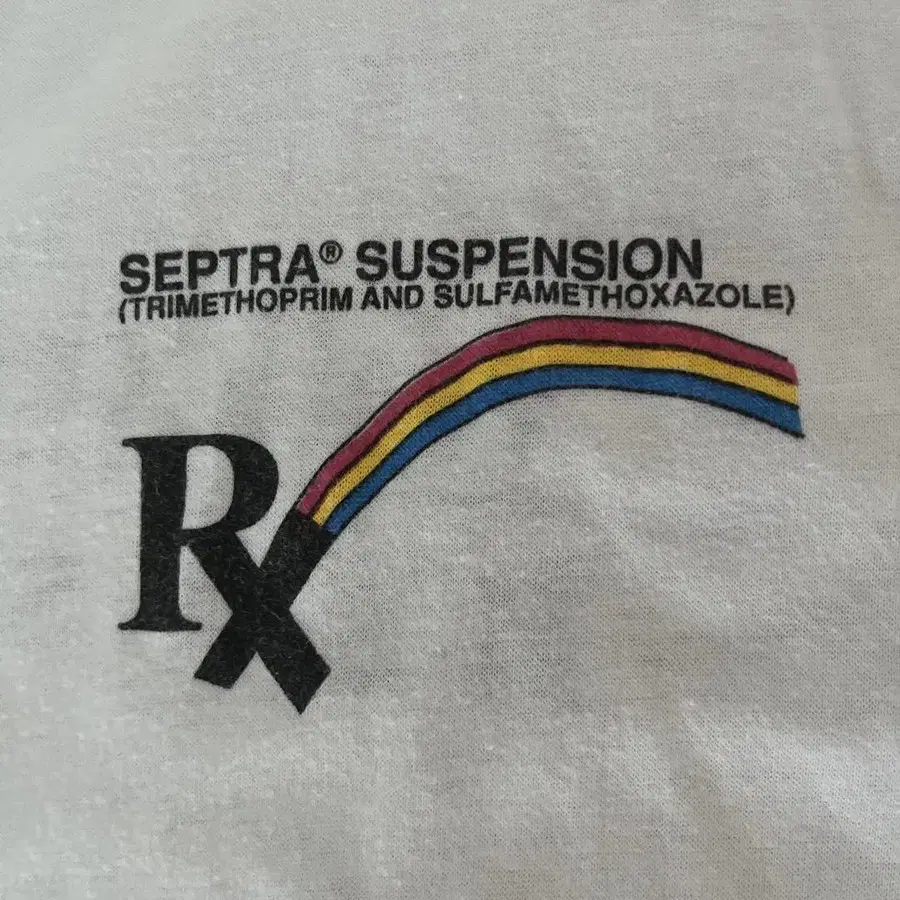 SEPTRA® SUSPENSION
(TRIMETHOPRIM AND SULFAMETHOXAZOLE)
Rx